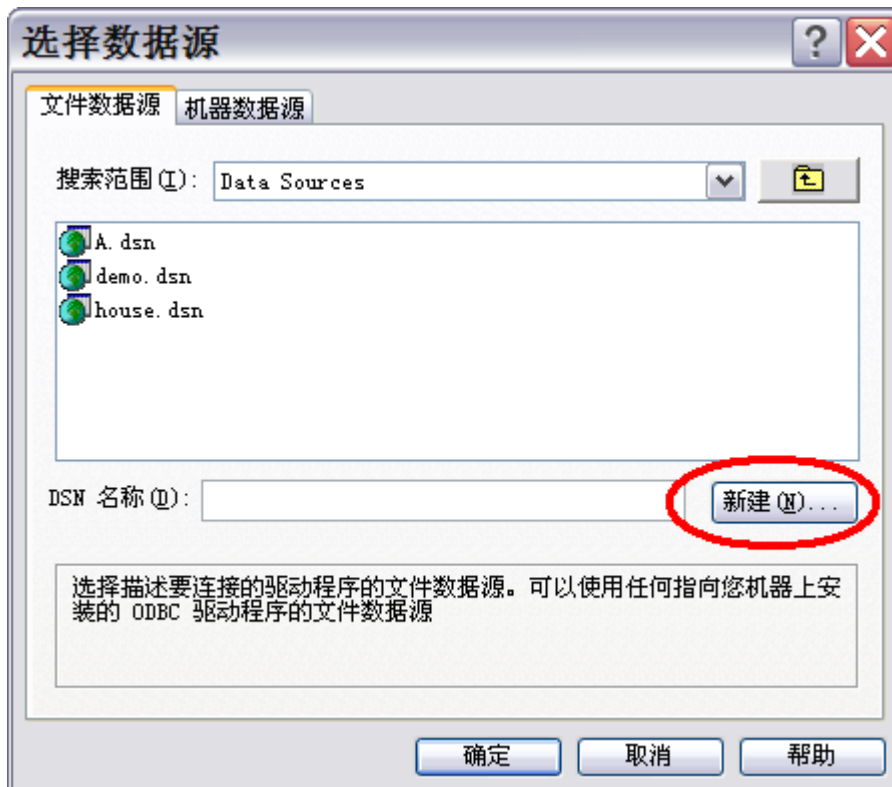 选择数据源
文件数据源 机器数据源
搜索范围(I): Data Sources
A.dsn
demo.dsn
house.dsn
DSN 名称(D): 新建(N)...
选择描述要连接的驱动程序的文件数据源。可以使用任何指向您机器上安
装的 ODBC 驱动程序的文件数据源
确定 取消 帮助